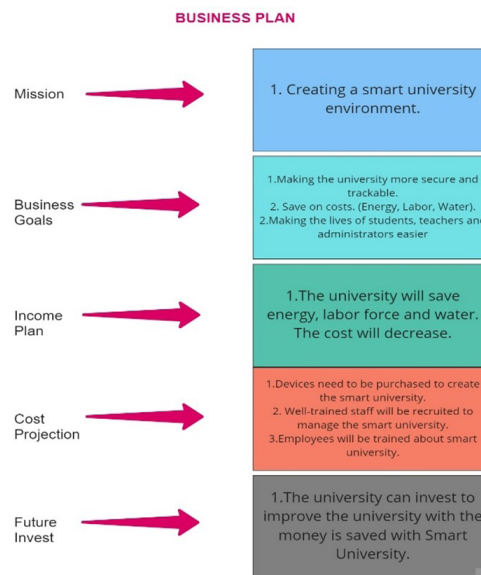 BUSINESS PLAN
Mission
1. Creating a smart university
environment.
Business
Goals
1.Making the university more secure and
trackable.
2. Save on costs. (Energy, Labor, Water).
2.Making the lives of students, teachers and
administrators easier
Income
Plan
1.The university will save
energy, labor force and water.
The cost will decrease.
Cost
Projection
1.Devices need to be purchased to create
the smart university.
2. Well-trained staff will be recruited to
manage the smart university.
3.Employees will be trained about smart
university.
Future
Invest
1.The university can invest to
improve the university with the
money is saved with Smart
University.